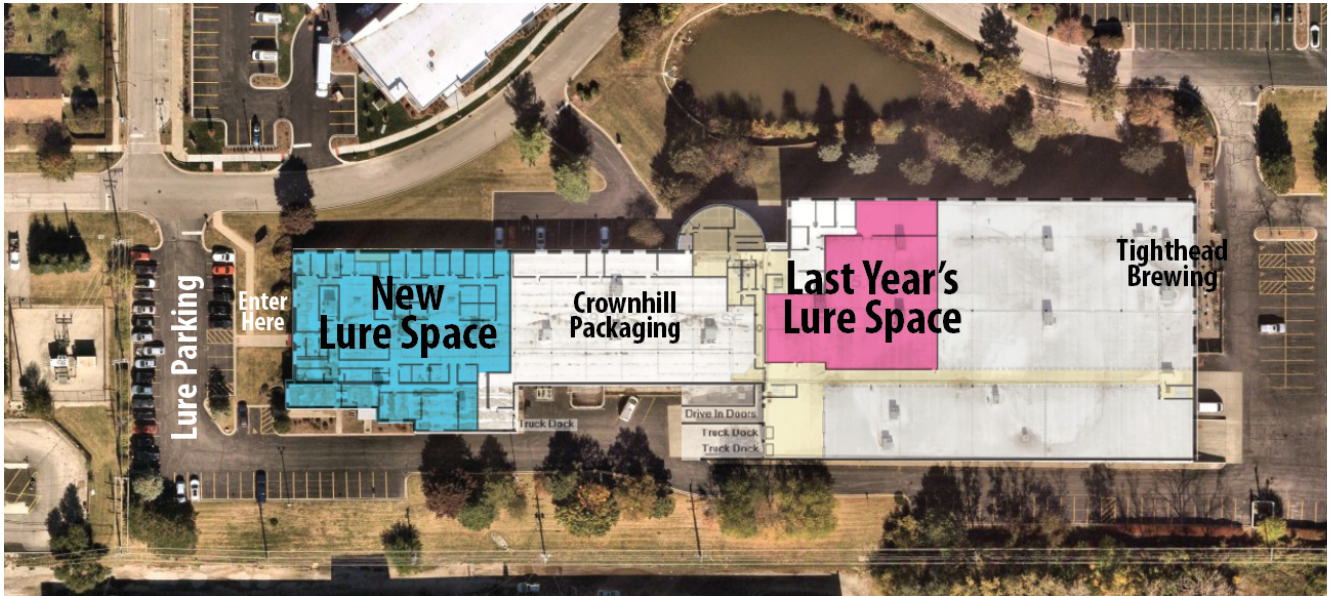 New
Lure Space
Crownhill
Packaging
Last Year's
Lure Space
Tighthead
Brewing
Enter
Here
Lure Parking
Truck Dock
Drive In Doors
Truck Dock
Truck Dock